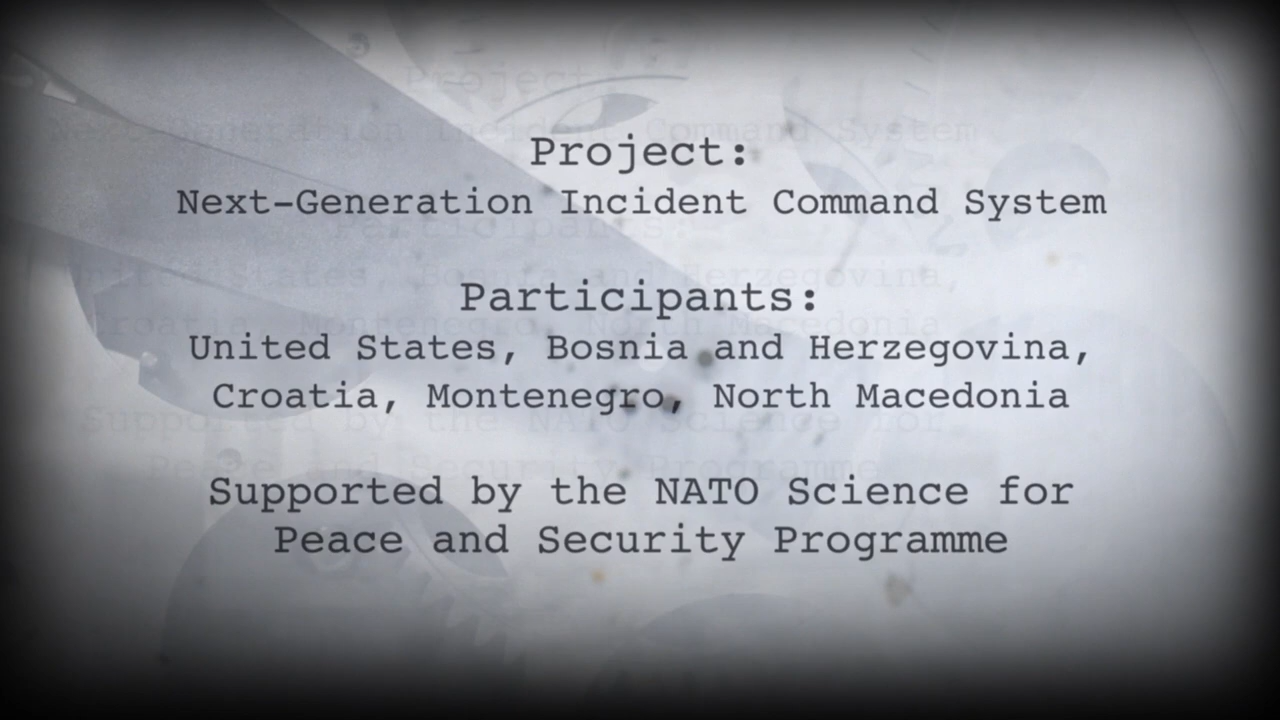 Project:
Next-Generation Incident Command System
Participants:
United States, Bosnia and Herzegovina,
Croatia, Montenegro, North Macedonia
Supported by the NATO Science for
Peace and Security Programme